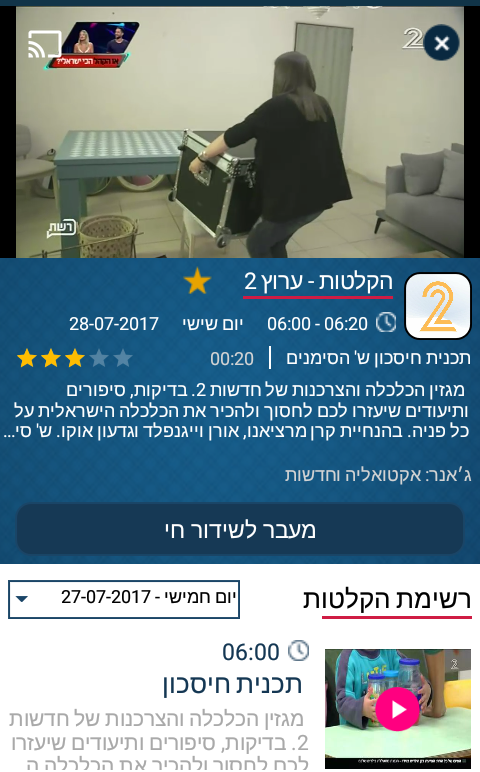 או הקהל הכי ישראלי?
2
רשת
הקלטות - ערוץ 2
2
06:00 - 06:20 יום שישי 28-07-2017
תכנית חיסכון ש' הסימנים | 00:20
מגזין הכלכלה והצרכנות של חדשות 2. בדיקות, סיפורים
ותיעודים שיעזרו לכם לחסוך ולהכיר את הכלכלה הישראלית על
כל פניה. בהנחיית קרן מרציאנו, אורן וייגנפלד וגדעון אוקו. ש' סי...
ג'אנר: אקטואליה וחדשות
מעבר לשידור חי
רשימת הקלטות
יום חמישי - 27-07-2017
06:00
תכנית חיסכון
מגזין הכלכלה והצרכנות של חדשות
2. בדיקות, סיפורים ותיעודים שיעזרו
לכם לחסוך ולהכיר את הכלכלה ה